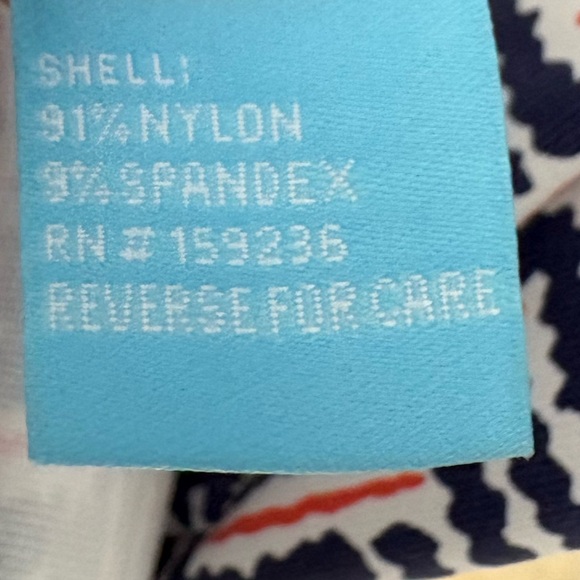 SHELL:
91% NYLON
9% SPANDEX
RN # 159236
REVERSE FOR CARE